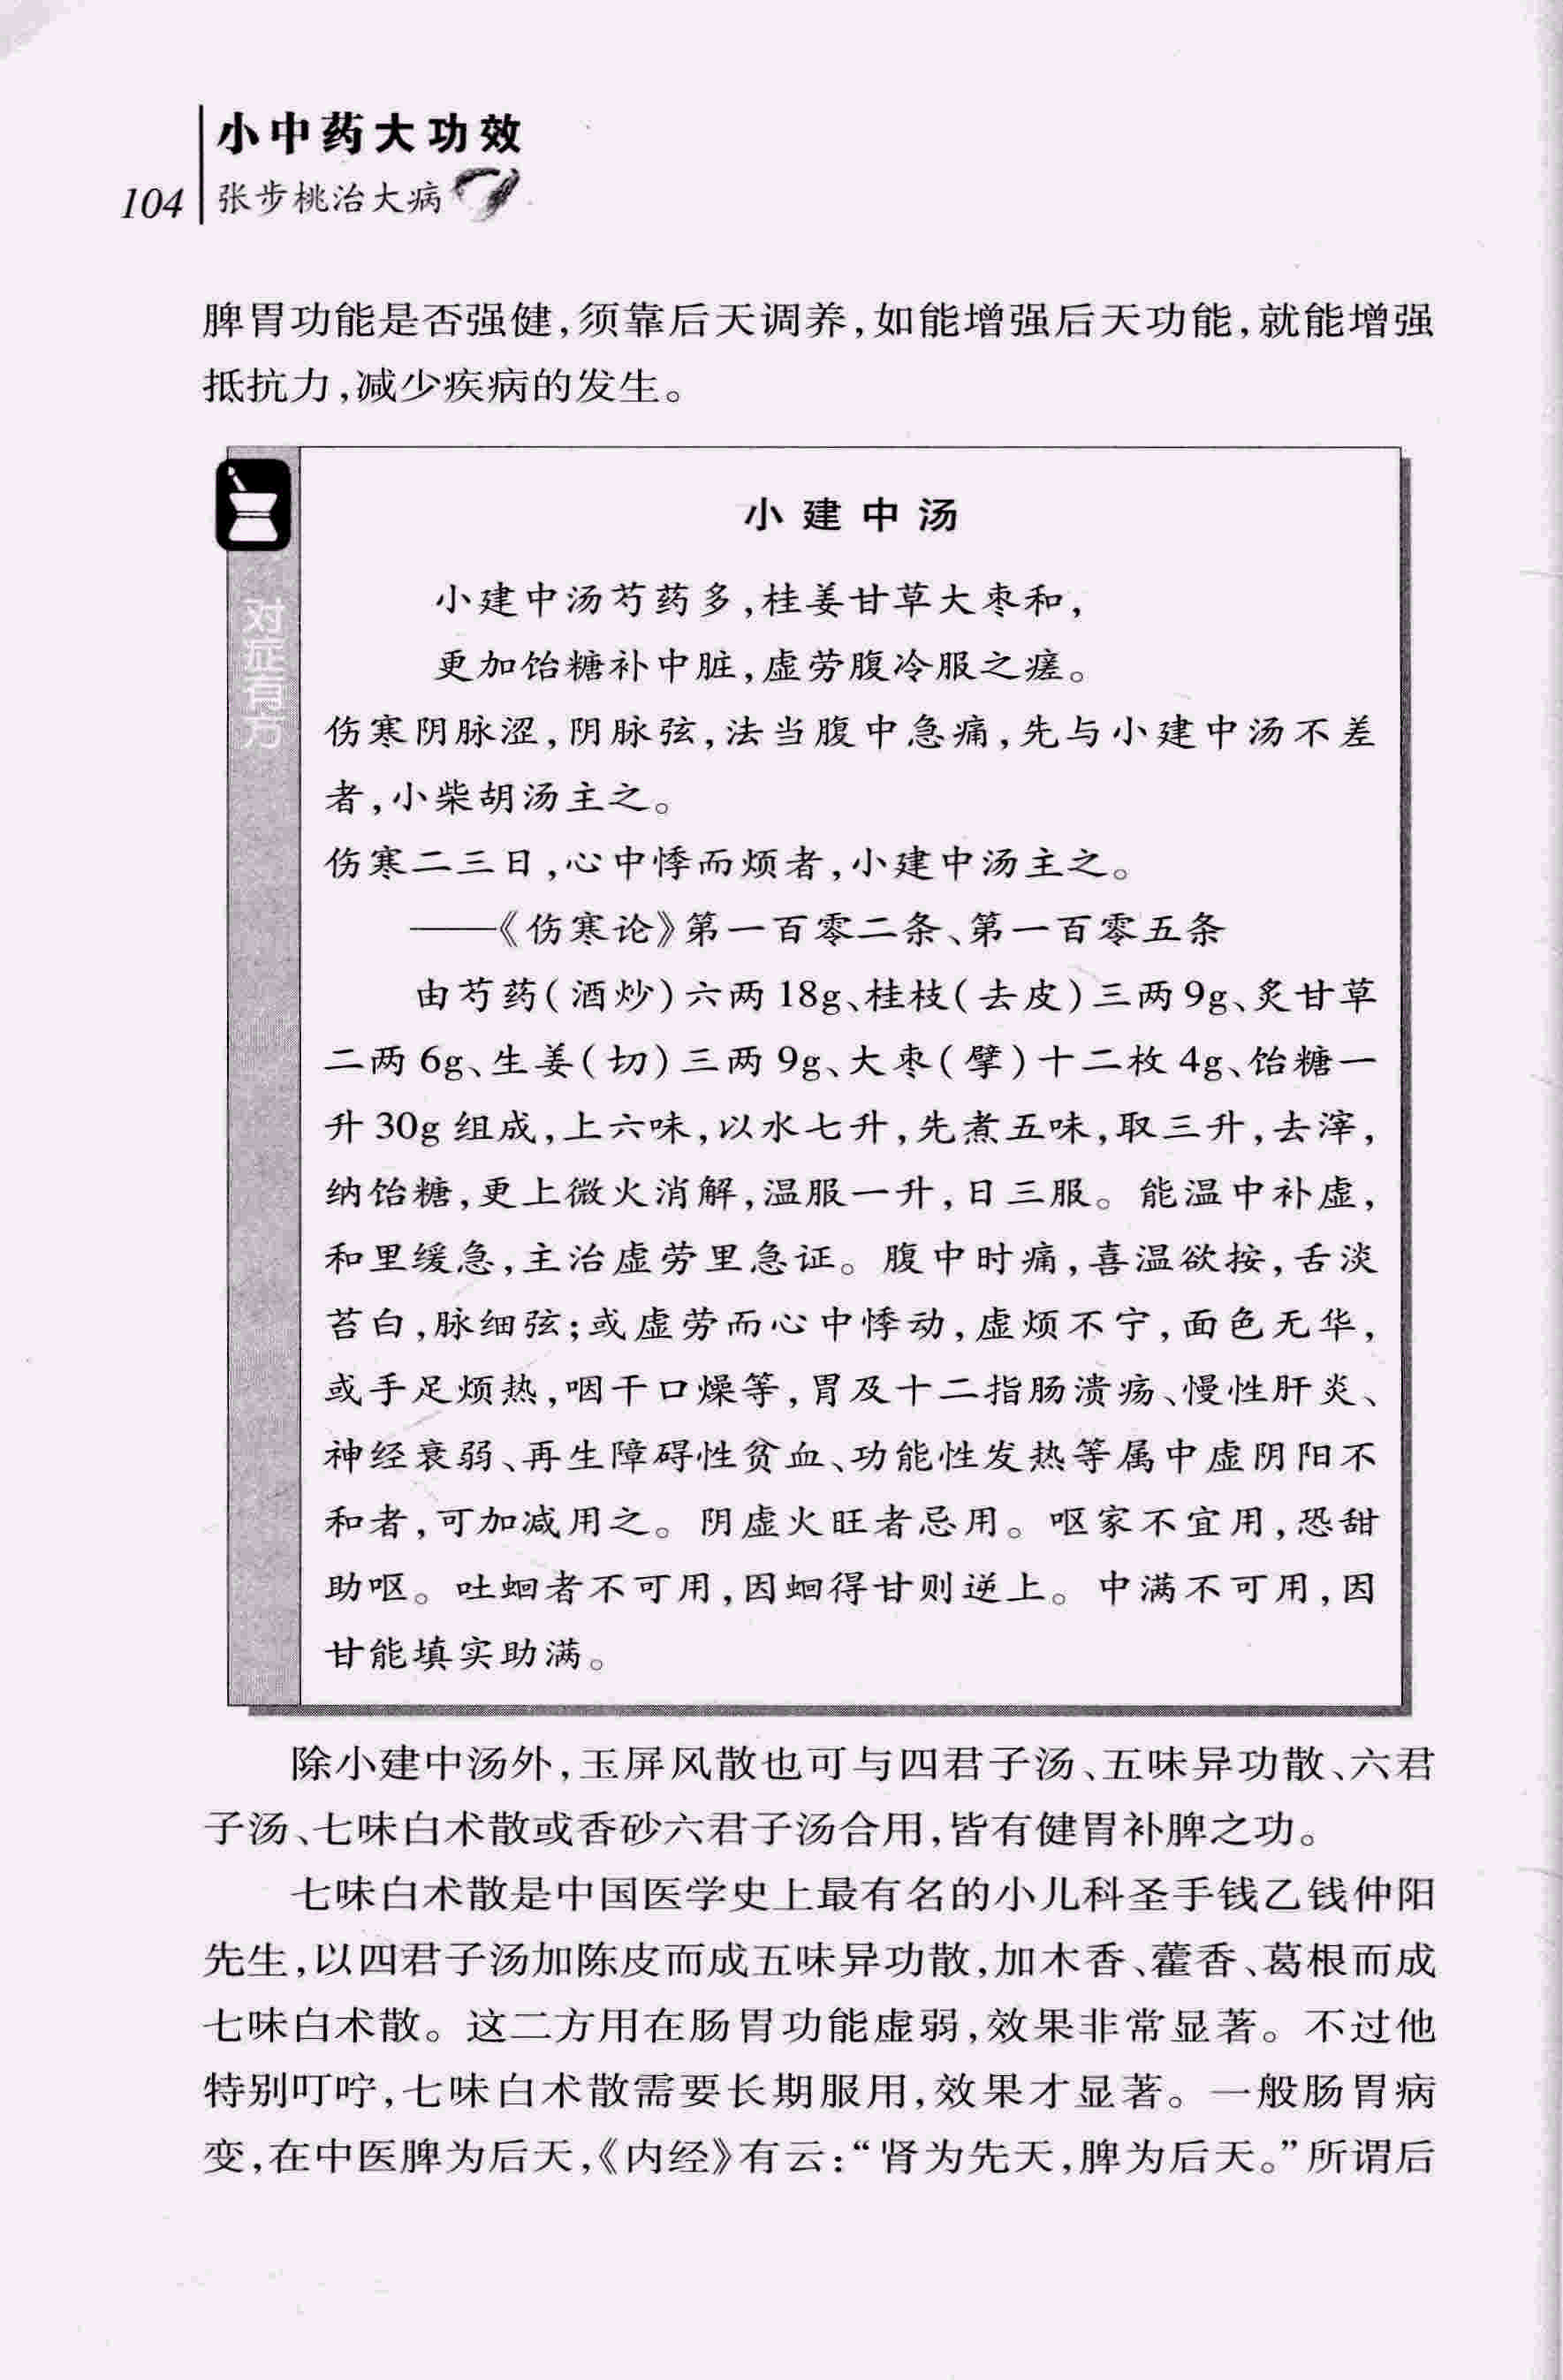 小中药大功效
104 张步桃治大病
脾胃功能是否强健,须靠后天调养,如能增强后天功能,就能增强
抵抗力,减少疾病的发生。
对症有方
小建中汤
小建中汤芍药多,桂姜甘草大枣和,
更加饴糖补中脏,虚劳腹冷服之瘥。
伤寒阴脉涩,阴脉弦,法当腹中急痛,先与小建中汤不差
者,小柴胡汤主之。
伤寒二三日,心中悸而烦者,小建中汤主之。
——《伤寒论》第一百零二条、第一百零五条
由芍药(酒炒)六两18g、桂枝(去皮)三两9g、炙甘草
二两6g、生姜(切)三两9g、大枣(擘)十二枚4g、饴糖一
升30g组成,上六味,以水七升,先煮五味,取三升,去滓,
纳饴糖,更上微火消解,温服一升,日三服。能温中补虚,
和里缓急,主治虚劳里急证。腹中时痛,喜温欲按,舌淡
苔白,脉细弦;或虚劳而心中悸动,虚烦不宁,面色无华,
或手足烦热,咽干口燥等,胃及十二指肠溃疡、慢性肝炎、
神经衰弱、再生障碍性贫血、功能性发热等属中虚阴阳不
和者,可加减用之。阴虚火旺者忌用。呕家不宜用,恐甜
助呕。吐蛔者不可用,因蛔得甘则逆上。中满不可用,因
甘能填实助满。
除小建中汤外,玉屏风散也可与四君子汤、五味异功散、六君
子汤、七味白术散或香砂六君子汤合用,皆有健胃补脾之功。
七味白术散是中国医学史上最有名的小儿科圣手钱乙钱仲阳
先生,以四君子汤加陈皮而成五味异功散,加木香、藿香、葛根而成
七味白术散。这二方用在肠胃功能虚弱,效果非常显著。不过他
特别叮咛,七味白术散需要长期服用,效果才显著。一般肠胃病
变,在中医脾为后天,《内经》有云:“肾为先天,脾为后天。”所谓后